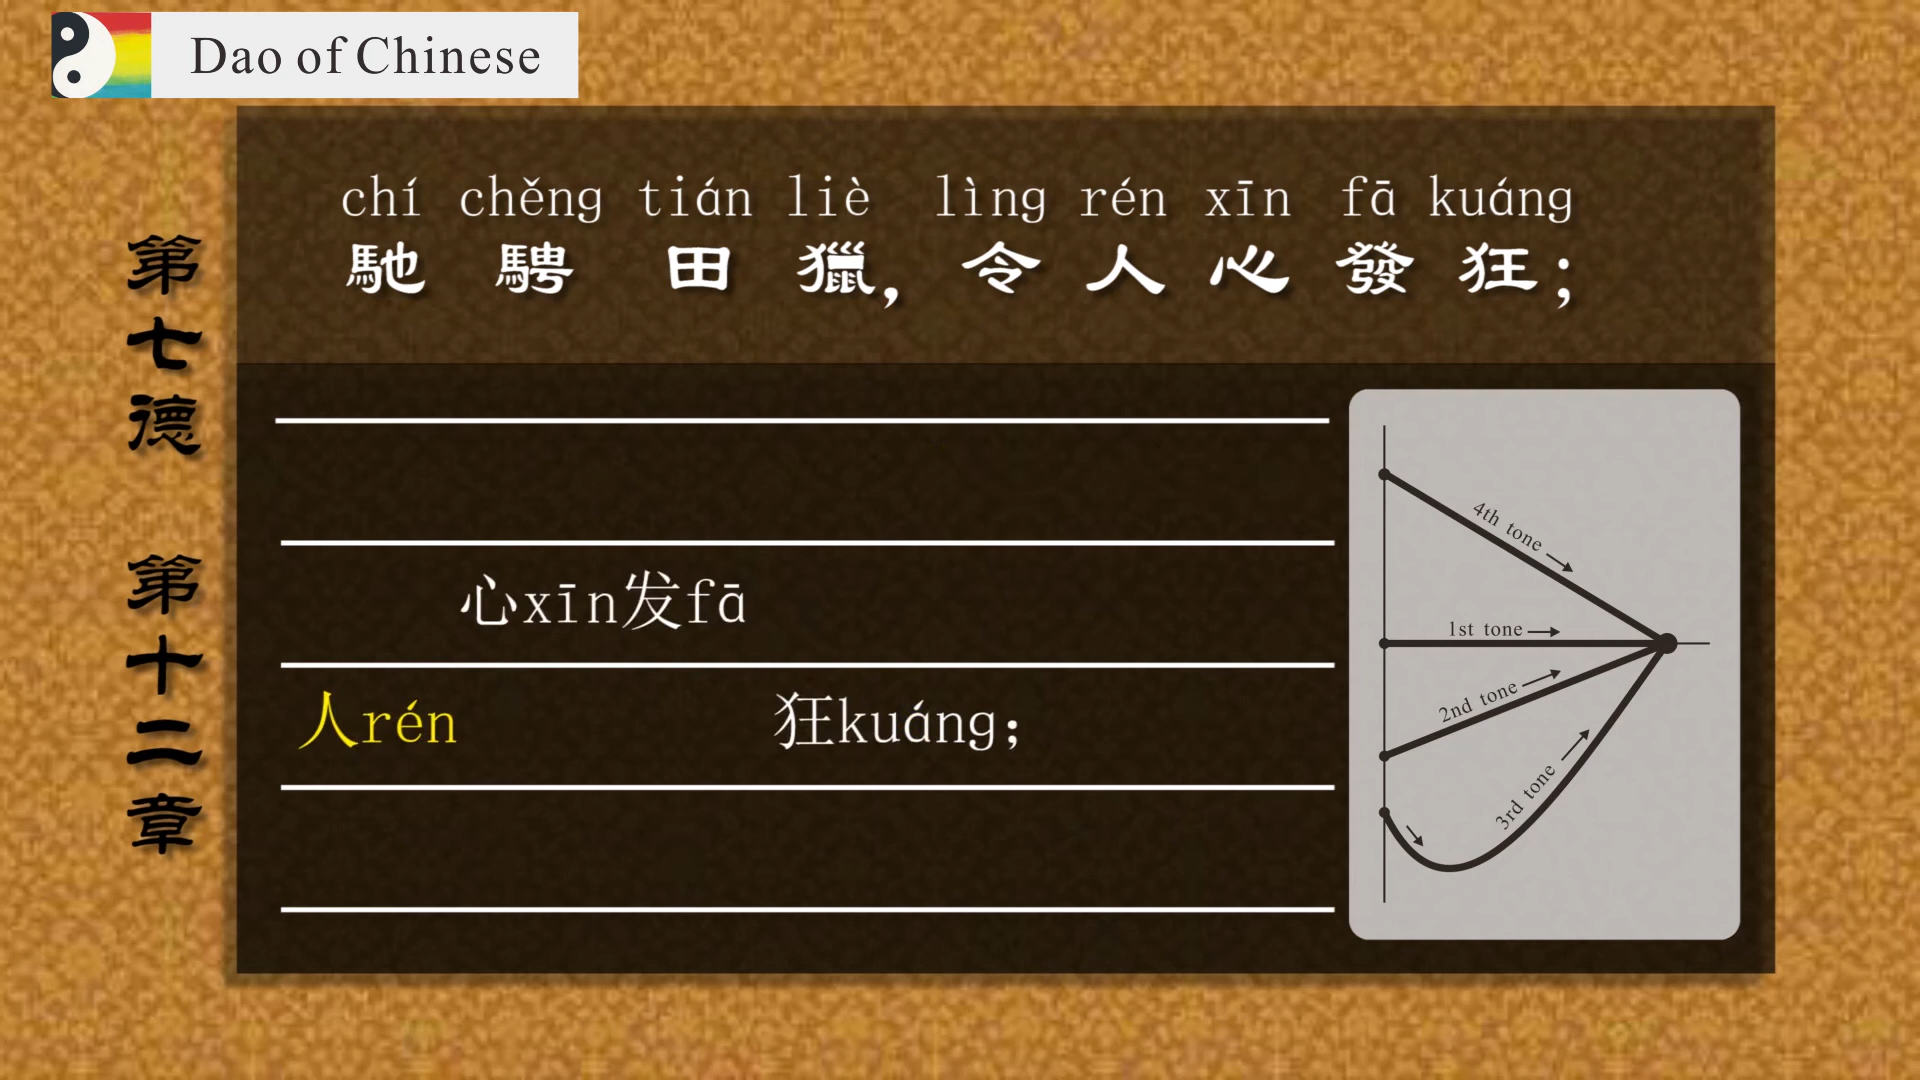 Dao of Chinese
第七德 第十二章
chí chěng tián liè lìng rén xīn fā kuáng
馳騁田獵，令人心發狂；
心xīn发fā
人rén 狂kuáng；
4th tone
1st tone
2nd tone
3rd tone